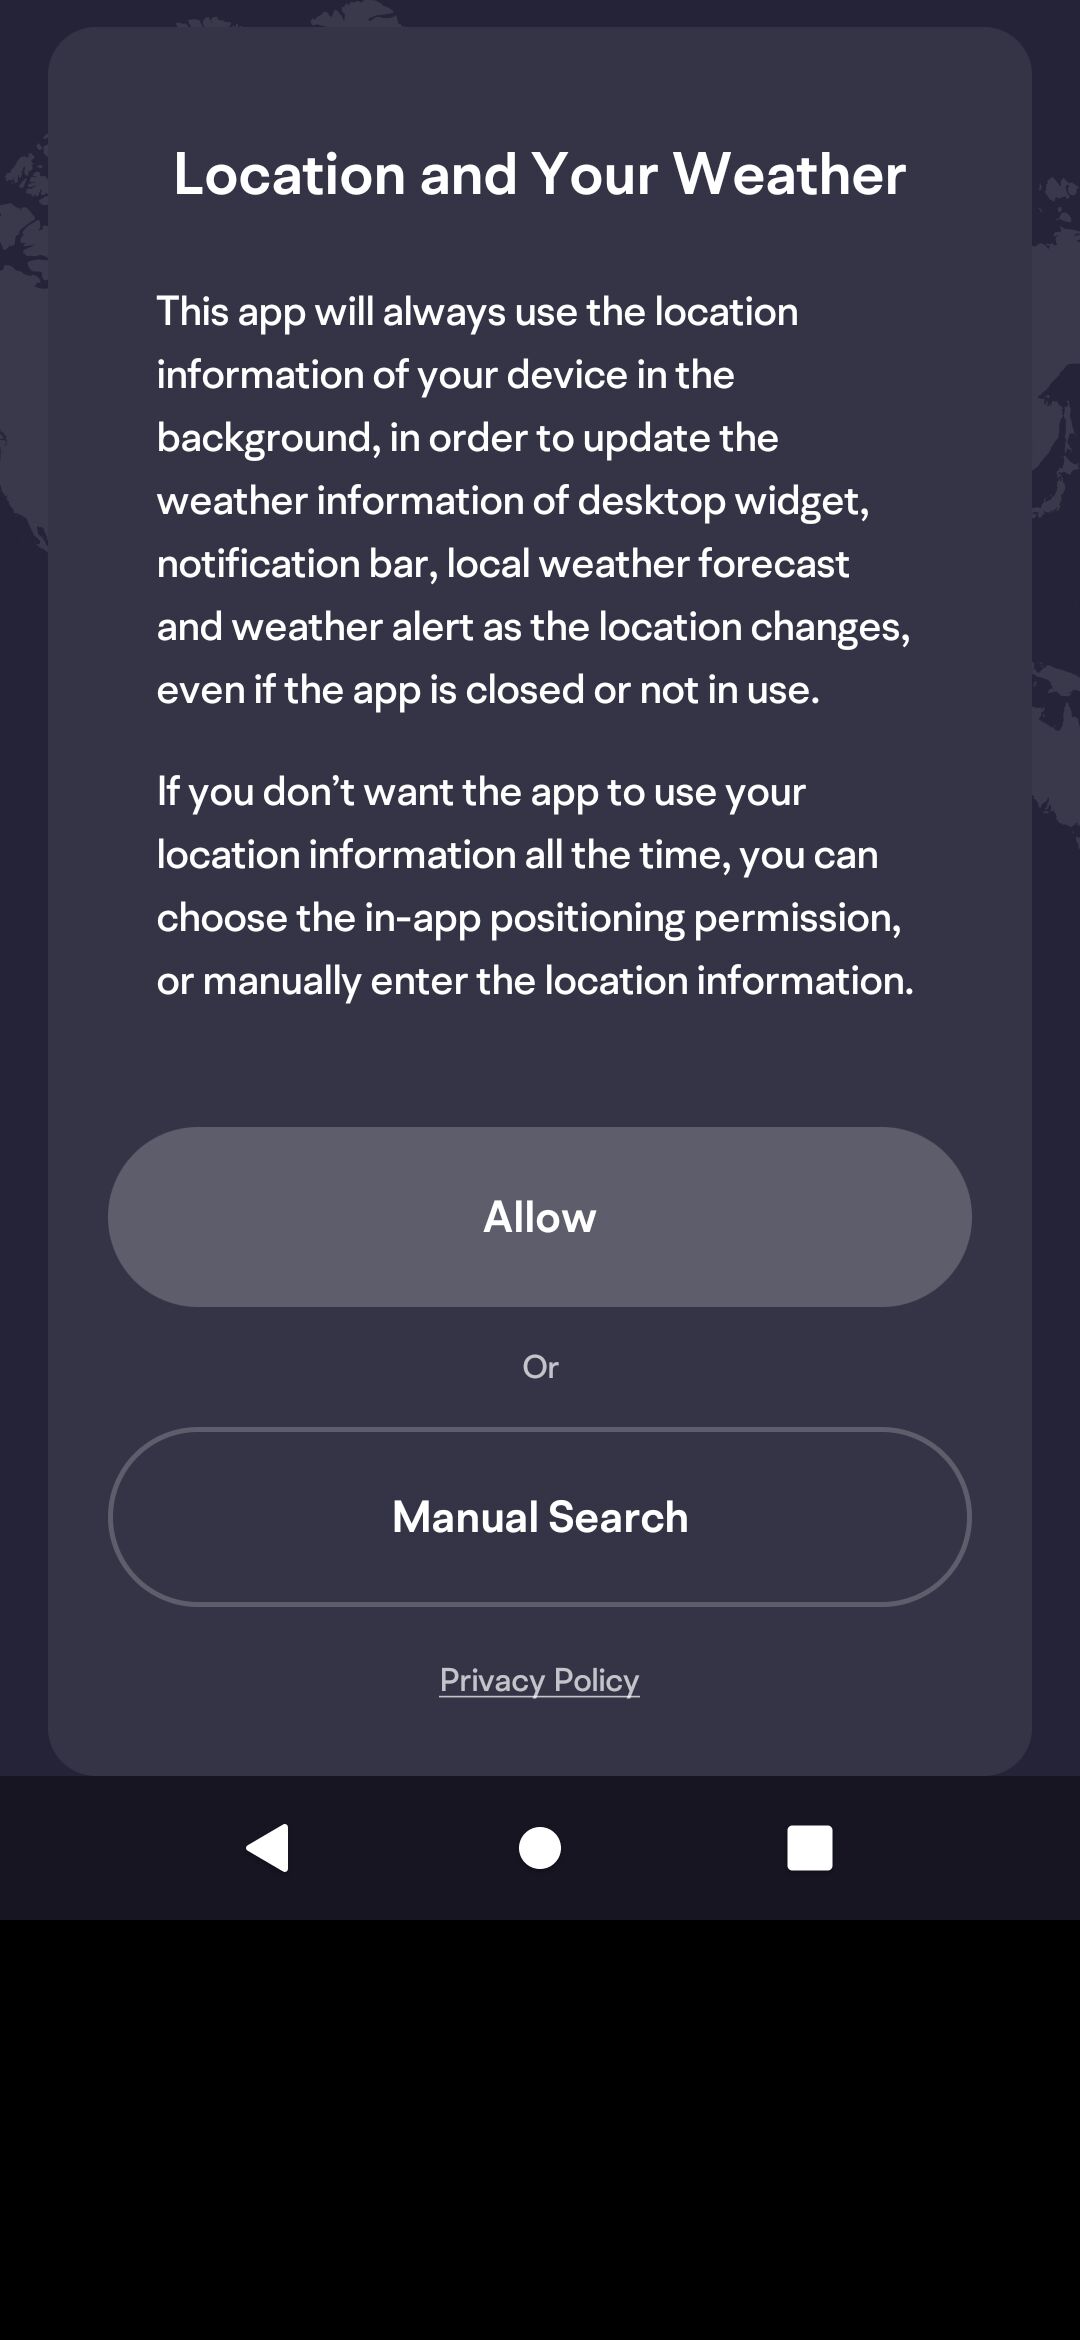 Location and Your Weather
This app will always use the location
information of your device in the
background, in order to update the
weather information of desktop widget,
notification bar, local weather forecast
and weather alert as the location changes,
even if the app is closed or not in use.
If you don’t want the app to use your
location information all the time, you can
choose the in-app positioning permission,
or manually enter the location information.
Allow
Or
Manual Search
Privacy Policy